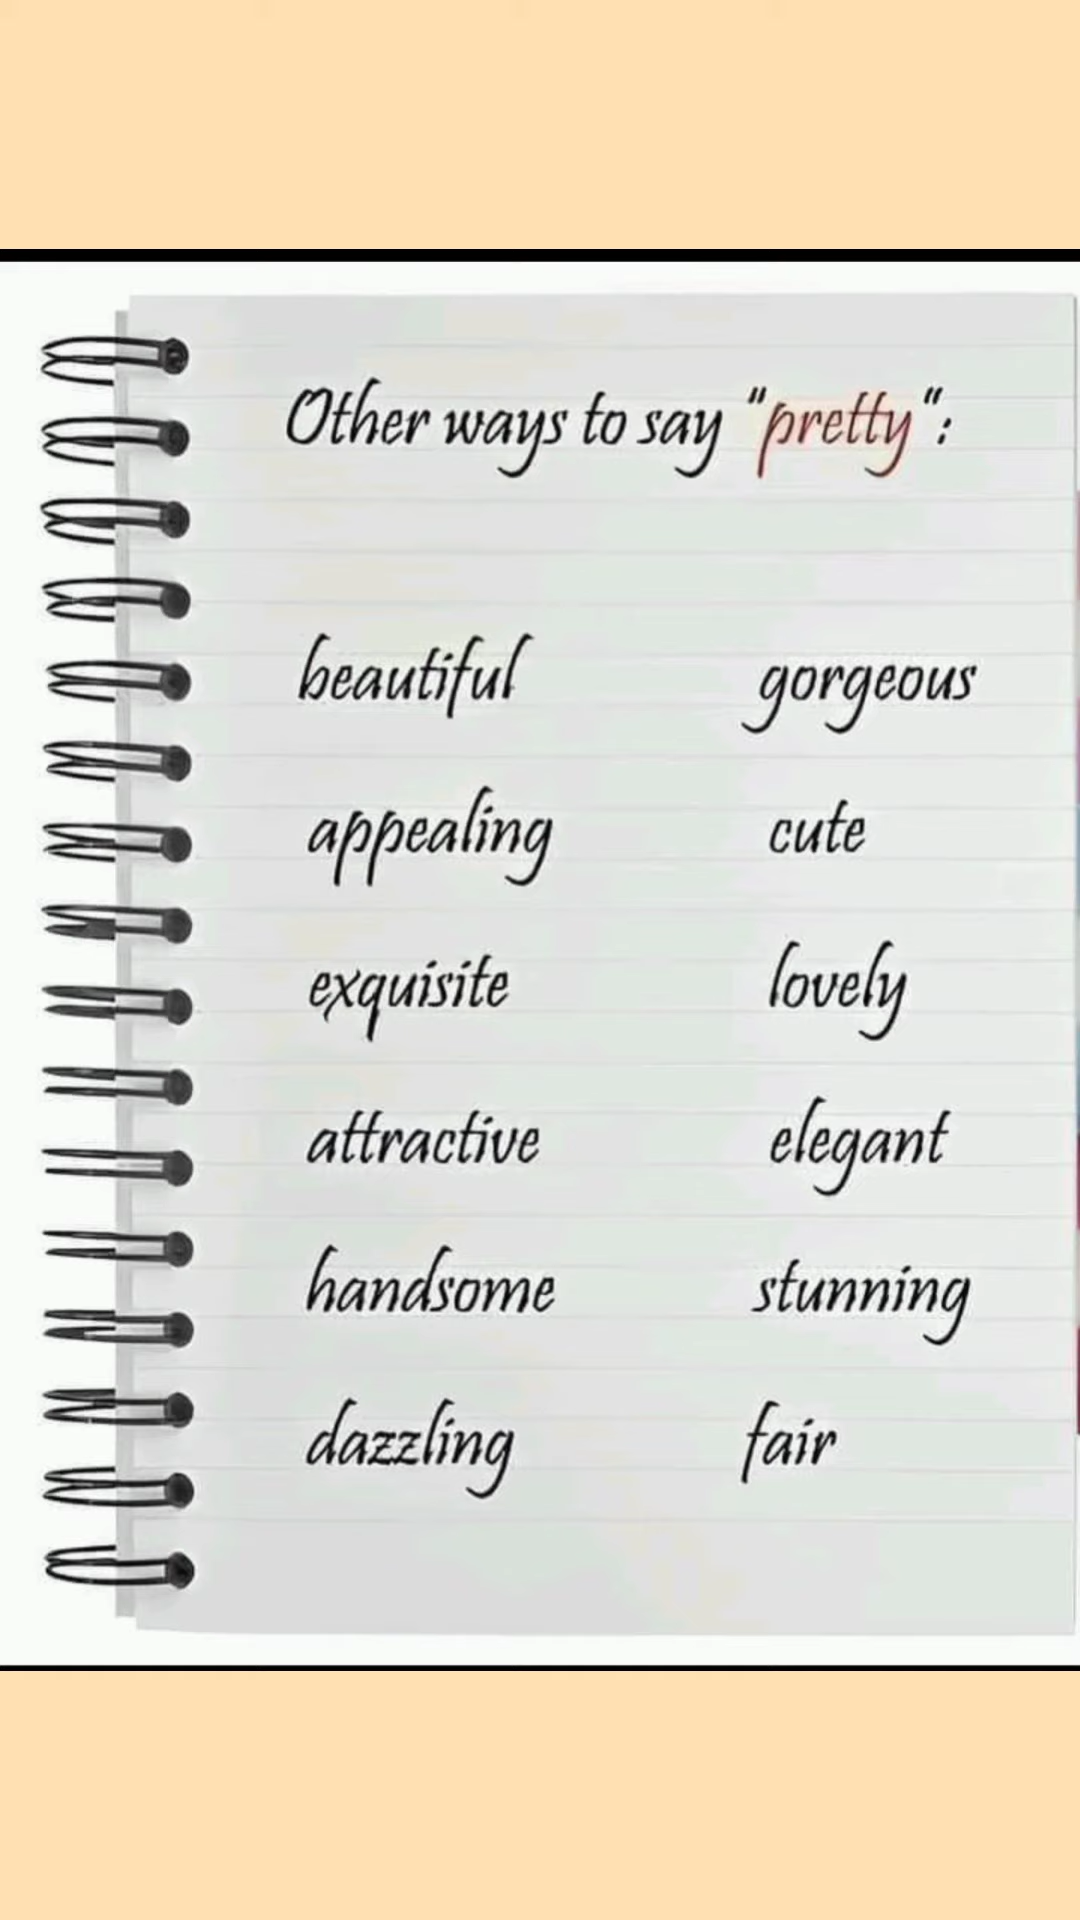 Other ways to say "pretty":
beautiful gorgeous
appealing cute
exquisite lovely
attractive elegant
handsome stunning
dazzling fair